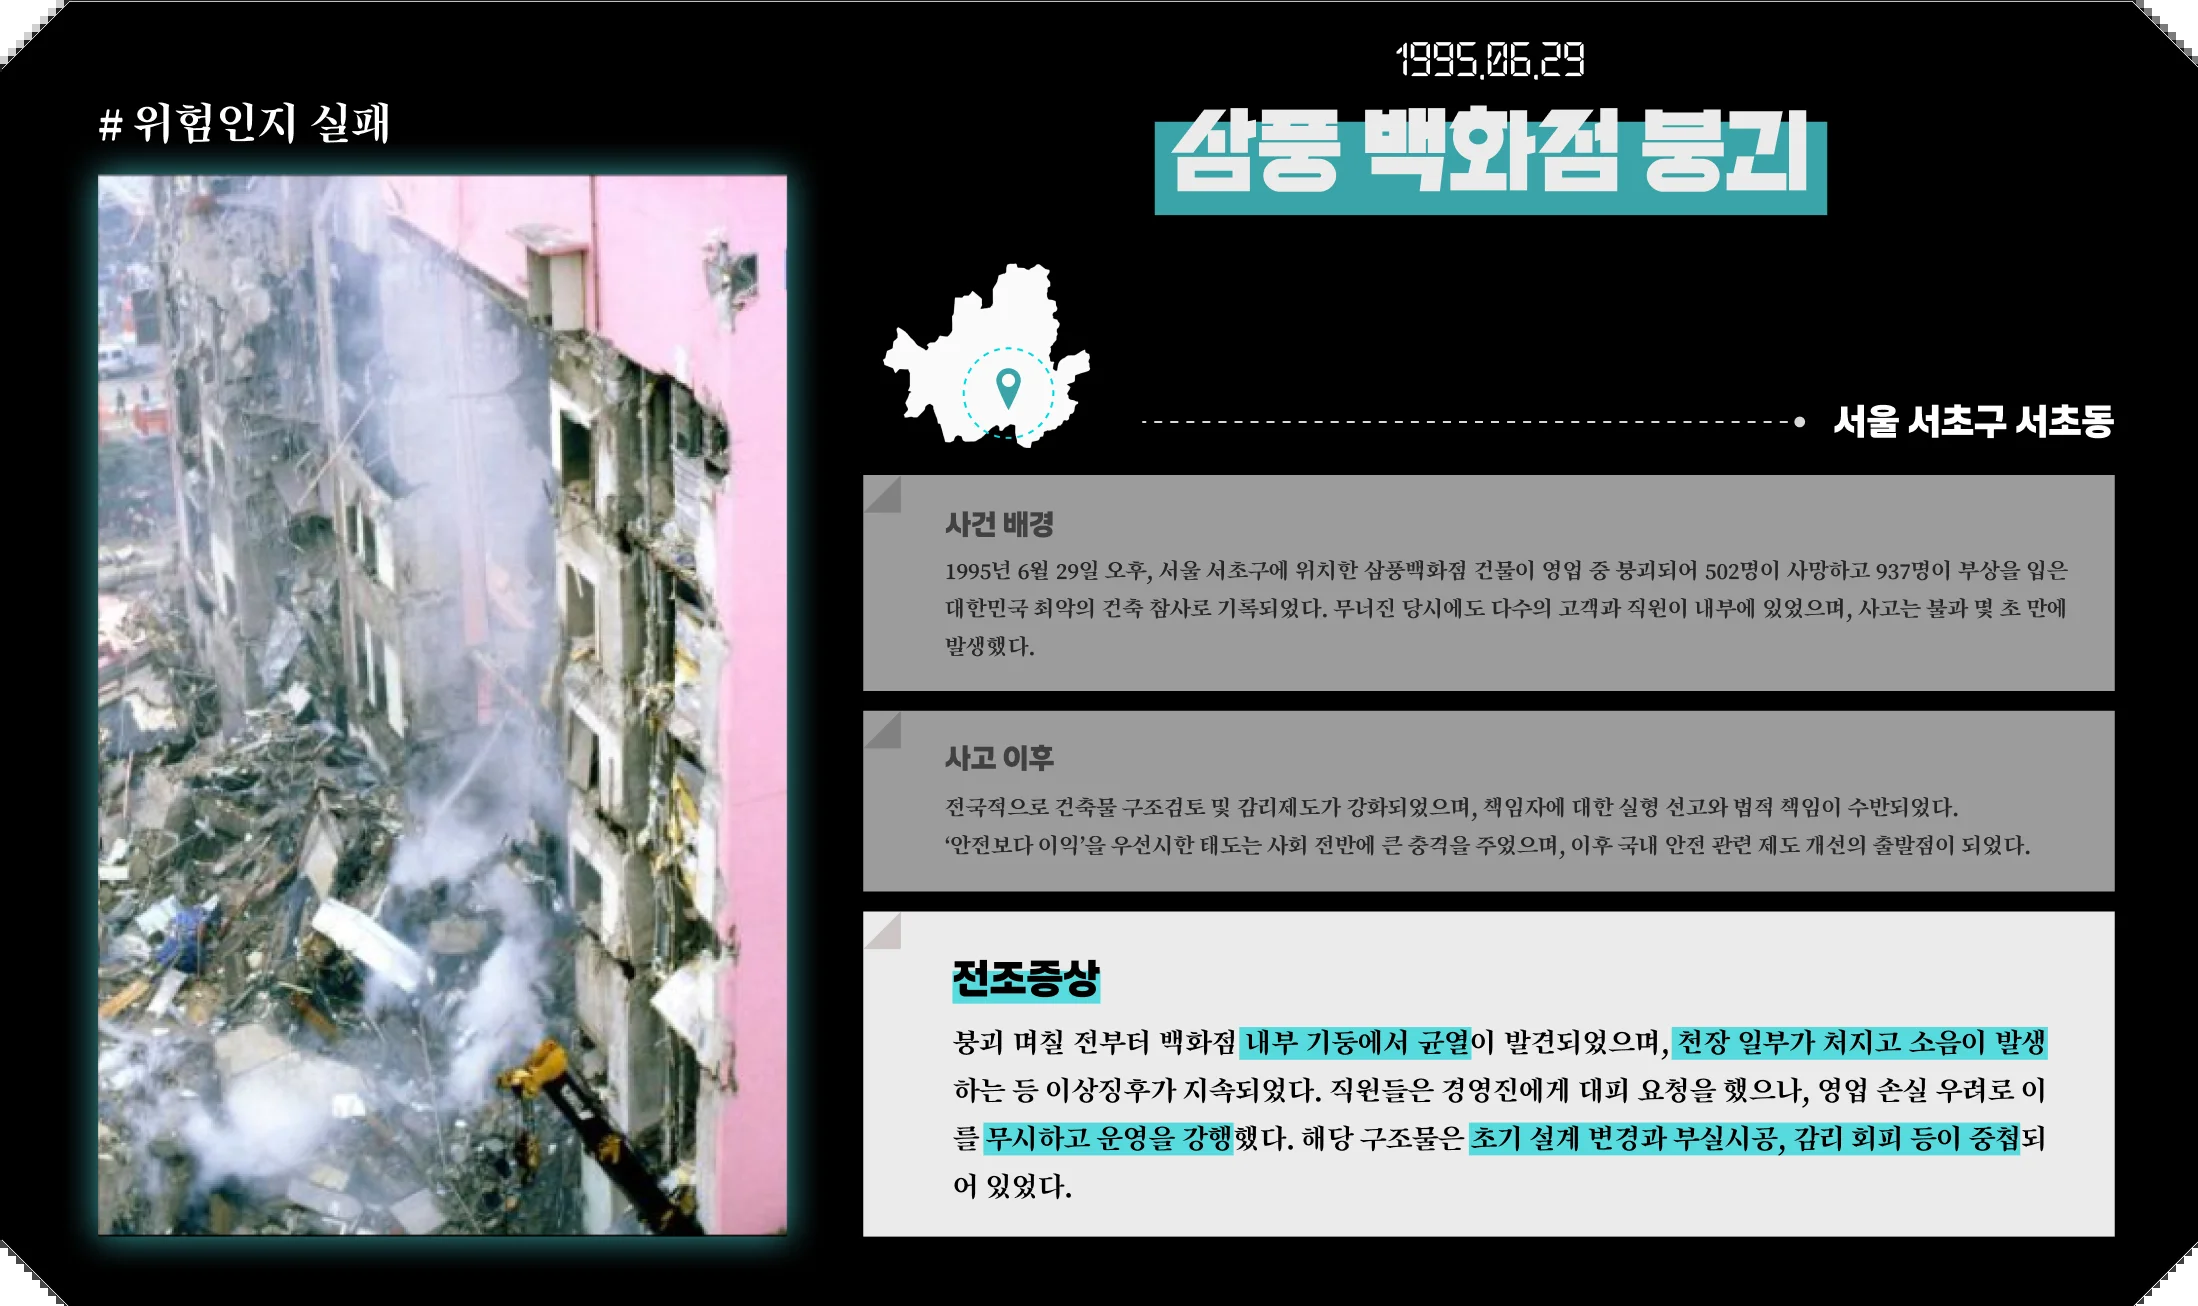 # 위험인지 실패
1995.06.29
삼풍 백화점 붕괴
서울 서초구 서초동
사건 배경
1995년 6월 29일 오후, 서울 서초구에 위치한 삼풍백화점 건물이 영업 중 붕괴되어 502명이 사망하고 937명이 부상을 입은
대한민국 최악의 건축 참사로 기록되었다. 무너진 당시에도 다수의 고객과 직원이 내부에 있었으며, 사고는 불과 몇 초 만에
발생했다.
사고 이후
전국적으로 건축물 구조검토 및 감리제도가 강화되었으며, 책임자에 대한 실형 선고와 법적 책임이 수반되었다.
‘안전보다 이익’을 우선시한 태도는 사회 전반에 큰 충격을 주었으며, 이후 국내 안전 관련 제도 개선의 출발점이 되었다.
전조증상
붕괴 며칠 전부터 백화점 내부 기둥에서 균열이 발견되었으며, 천장 일부가 처지고 소음이 발생
하는 등 이상징후가 지속되었다. 직원들은 경영진에게 대피 요청을 했으나, 영업 손실 우려로 이
를 무시하고 운영을 강행했다. 해당 구조물은 초기 설계 변경과 부실시공, 감리 회피 등이 중첩되
어 있었다.